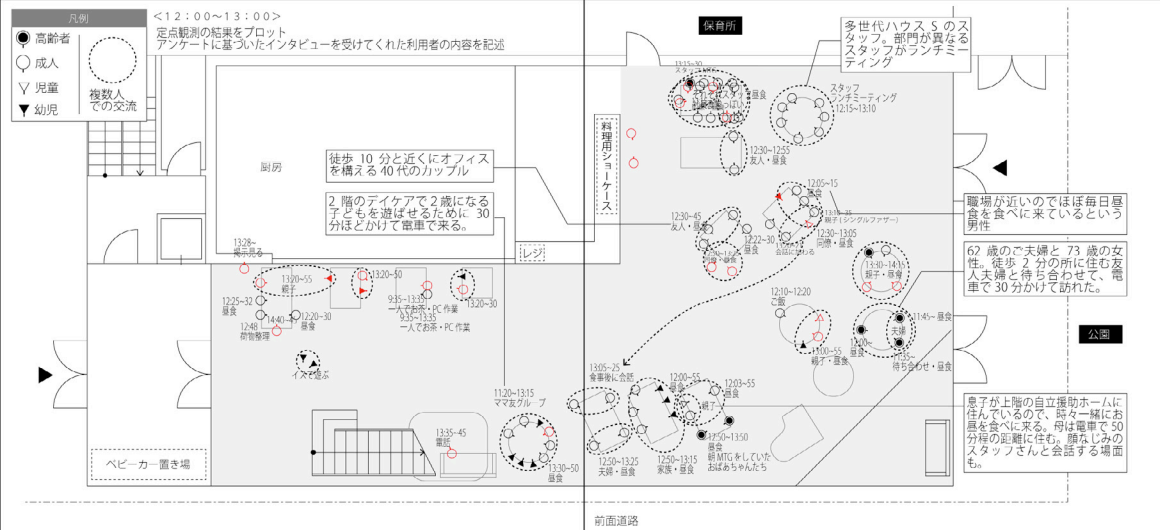 凡例
高齢者
成人
児童
幼児
複数人
での交流
<12：00～13：00>
定点観測の結果をプロット
アンケートに基づいたインタビューを受けてくれた利用者の内容を記述
保育所
多世代ハウス S のス
タッフ。部門が異なる
スタッフがランチミー
ティング
厨房
徒歩 10 分と近くにオフィス
を構える 40 代のカップル
2 階のデイケアで 2 歳になる
子どもを遊ばせるために 30
分ほどかけて電車で来る。
料理用ショーケース
レジ
13:15~30
昼食
スタッフ
ランチミーティング
12:15~13:10
12:30~12:55
友人・昼食
12:05~15
昼食
親子 (シングルファザー)
12:30~13:05
同僚・昼食
12:30~45
友人・昼食
12:22~30
職場が近いのでほぼ毎日昼
食を食べに来ているという
男性
62 歳のご夫婦と 73 歳の女
性。徒歩 2 分の所に住む友
人夫婦と待ち合わせて、電
車で 30 分かけて訪れた。
13:30~14:15
親子・昼食
12:10~12:20
ご飯
11:45~ 昼食
夫婦
12:00~
昼食
11:35~
待ち合わせ・昼食
13:00~55
親子・昼食
公園
13:28~
掲示見る
13:20~55
親子
13:20~50
9:35~13:35
一人でお茶・PC 作業
9:35~13:35
一人でお茶・PC 作業
13:20~30
12:25~32
昼食
12:20~30
昼食
14:40~45
12:48
荷物整理
イスで遊ぶ
13:05~25
食事後に会話
12:00~55
昼食
12:03~55
昼食
親子
11:20~13:15
ママ友グループ
13:35~45
電話
13:30~50
昼食
12:50~13:25
夫婦・昼食
12:50~13:15
家族・昼食
12:50~13:50
昼食
朝 MTG をしていた
おばあちゃんたち
息子が上階の自立援助ホームに
住んでいるので、時々一緒にお
昼を食べに来る。母は電車で 50
分程の距離に住む。顔なじみの
スタッフさんと会話する場面
も。
ベビーカー置き場
前面道路